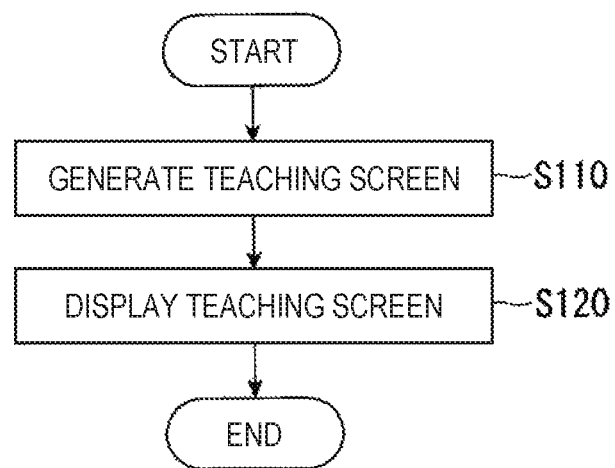 START
GENERATE TEACHING SCREEN S110
DISPLAY TEACHING SCREEN S120
END